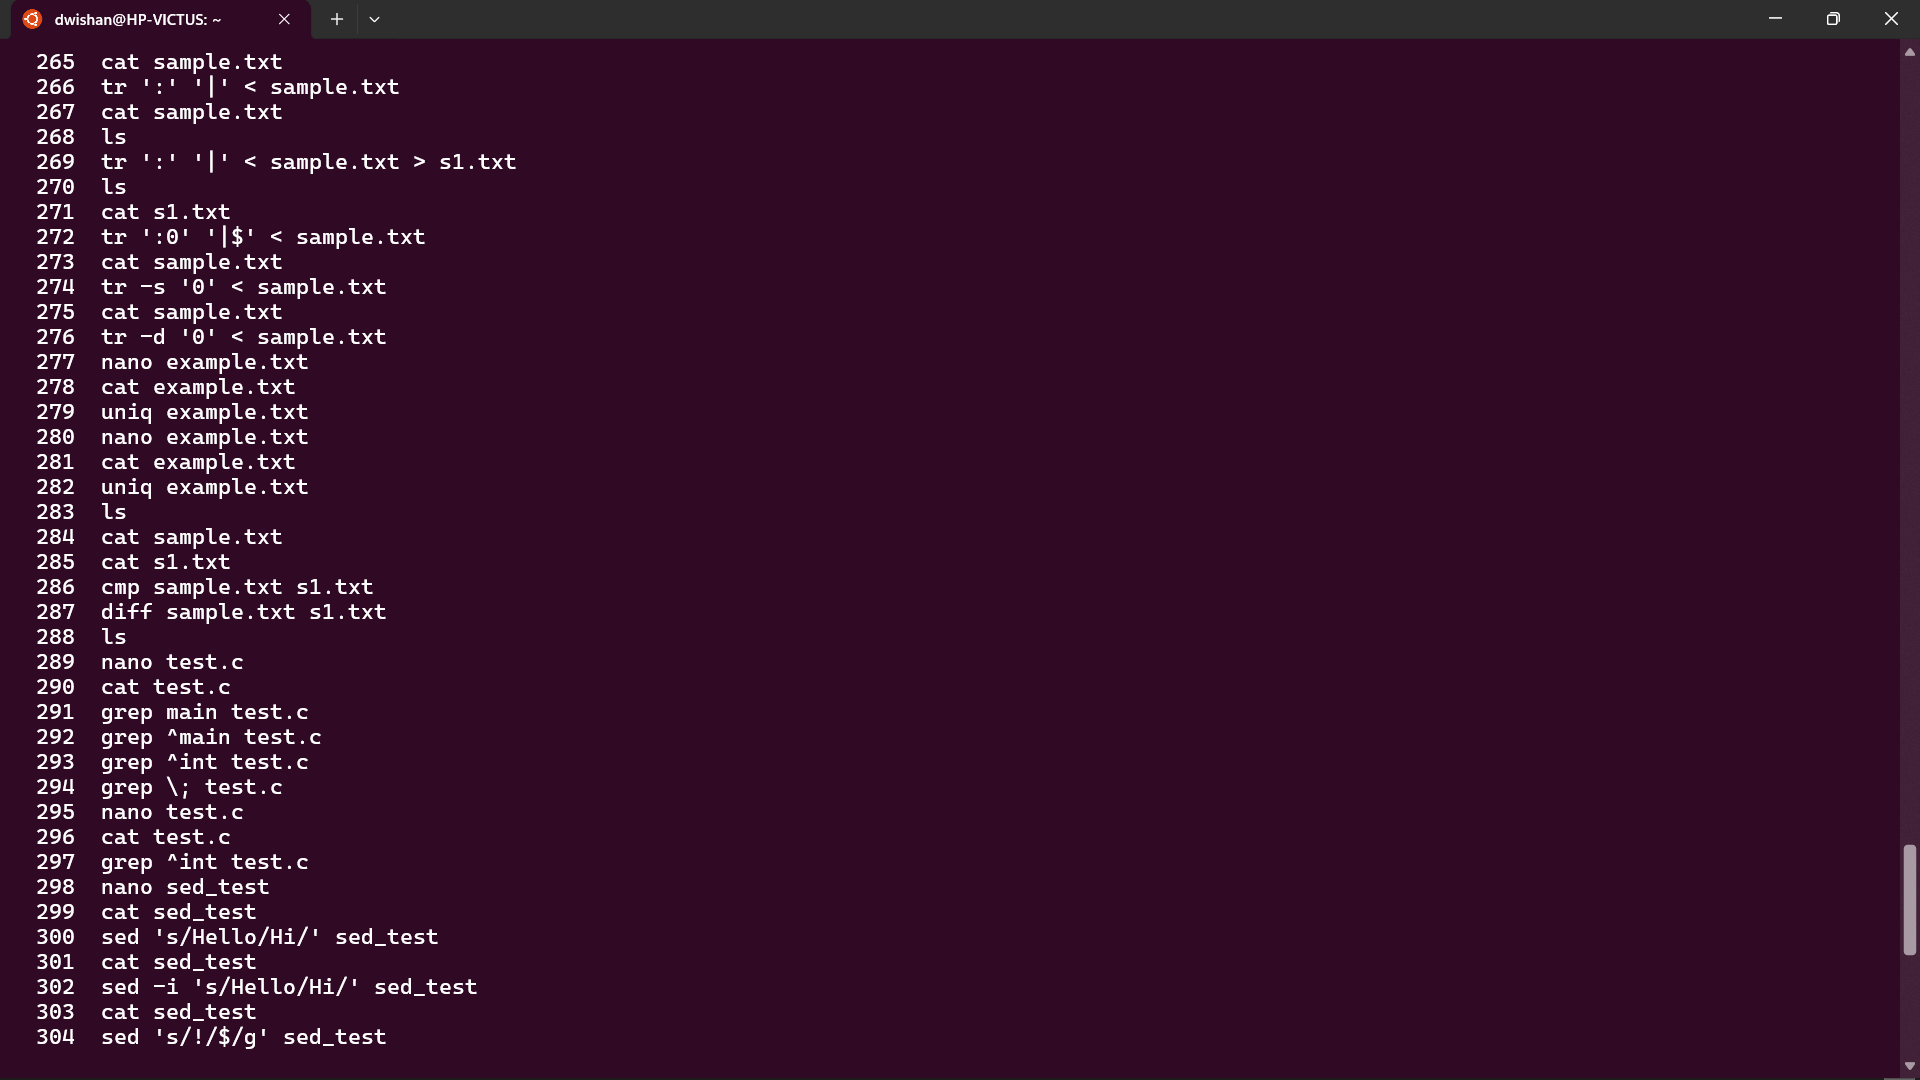 dwishan@HP-VICTUS: ~
265 cat sample.txt
266 tr ':' '|' < sample.txt
267 cat sample.txt
268 ls
269 tr ':' '|' < sample.txt > s1.txt
270 ls
271 cat s1.txt
272 tr ':0' '|$' < sample.txt
273 cat sample.txt
274 tr -s '0' < sample.txt
275 cat sample.txt
276 tr -d '0' < sample.txt
277 nano example.txt
278 cat example.txt
279 uniq example.txt
280 nano example.txt
281 cat example.txt
282 uniq example.txt
283 ls
284 cat sample.txt
285 cat s1.txt
286 cmp sample.txt s1.txt
287 diff sample.txt s1.txt
288 ls
289 nano test.c
290 cat test.c
291 grep main test.c
292 grep ^main test.c
293 grep ^int test.c
294 grep \; test.c
295 nano test.c
296 cat test.c
297 grep ^int test.c
298 nano sed_test
299 cat sed_test
300 sed 's/Hello/Hi/' sed_test
301 cat sed_test
302 sed -i 's/Hello/Hi/' sed_test
303 cat sed_test
304 sed 's/!/$/g' sed_test